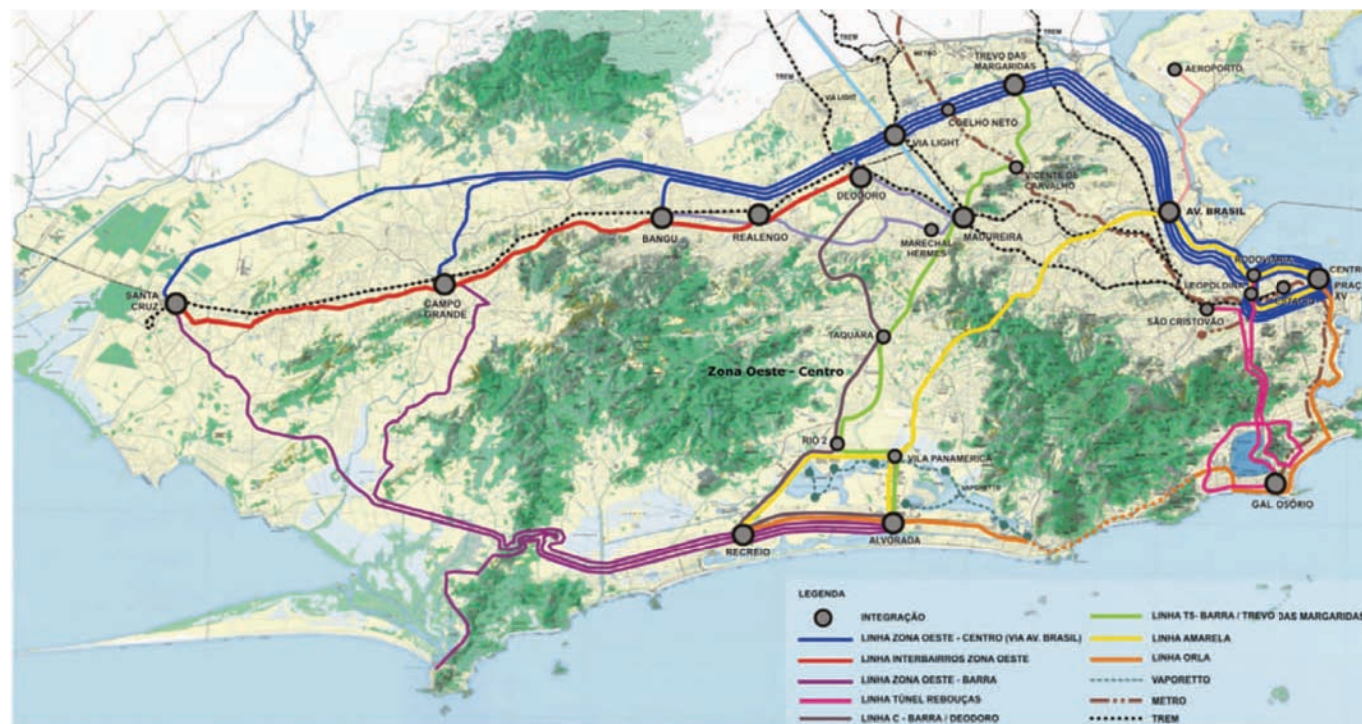 TREM
TREM
METRO
TREVO DAS
MARGARIDAS
AEROPORTO
TREM
VIA LIGHT
COELHO NETO
VIA LIGHT
VICENTE DE
CARVALHO
DEODORO
AV. BRASIL
BANGU
REALENGO
MARECHAL
HERMES
MADUREIRA
RODOVIÁRIA
CENTRO
LEOPOLDINA
PRAÇ
XV
SANTA
CRUZ
CAMPO
GRANDE
SÃO CRISTOVÃO
TAQUARA
Zona Oeste - Centro
RIO 2
VILA PANAMERICA
VAPORETTO
GAL. OSÓRIO
RECREIO
ALVORADA
LEGENDA
INTEGRAÇÃO
LINHA ZONA OESTE - CENTRO (VIA AV. BRASIL)
LINHA INTERBAIRROS ZONA OESTE
LINHA ZONA OESTE - BARRA
LINHA TÚNEL REBOUÇAS
LINHA C - BARRA / DEODORO
LINHA T5- BARRA / TREVO DAS MARGARIDAS
LINHA AMARELA
LINHA ORLA
VAPORETTO
METRO
TREM